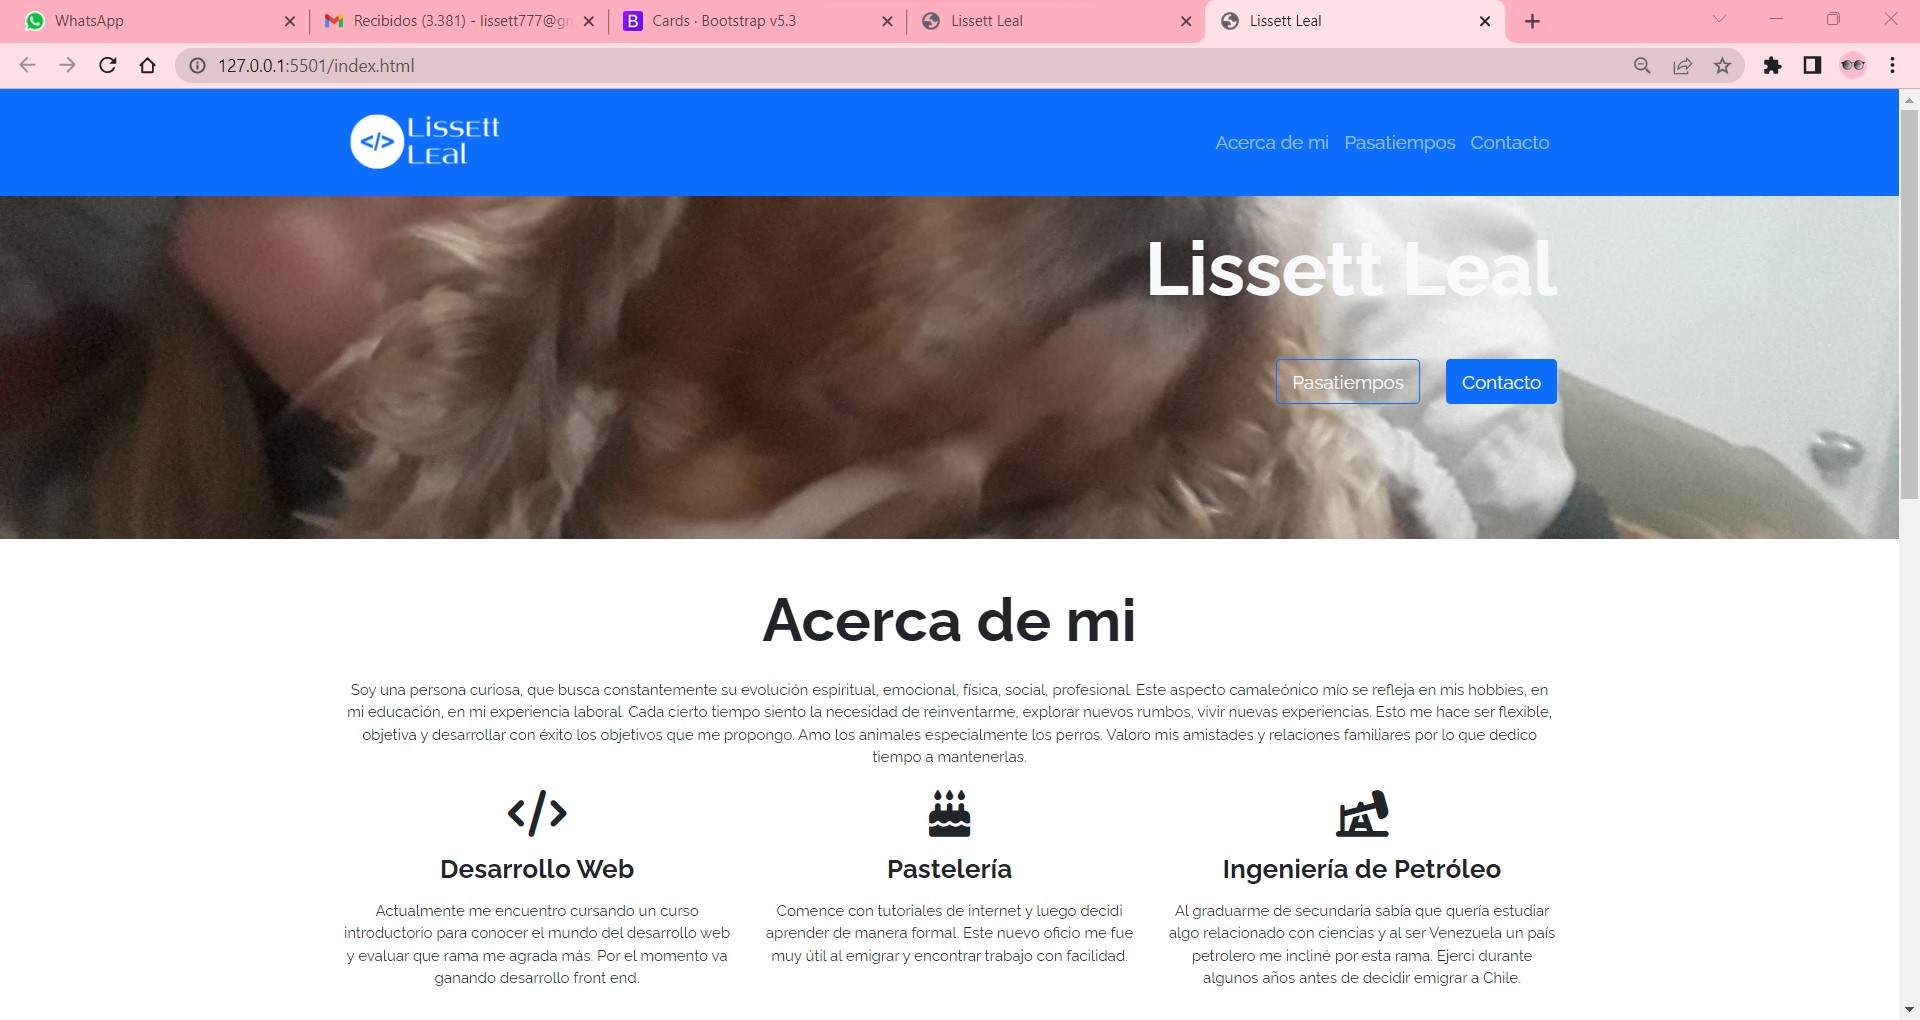 WhatsApp
Recibidos (3.381) - lissett777@gm
Cards · Bootstrap v5.3
Lissett Leal
Lissett Leal
127.0.0.1:5501/index.html
</> Lissett
Leal
Acerca de mi Pasatiempos Contacto
Lissett Leal
Pasatiempos Contacto
Acerca de mi
Soy una persona curiosa, que busca constantemente su evolución espiritual, emocional, física, social, profesional. Este aspecto camaleónico mío se refleja en mis hobbies, en
mi educación, en mi experiencia laboral. Cada cierto tiempo siento la necesidad de reinventarme, explorar nuevos rumbos, vivir nuevas experiencias. Esto me hace ser flexible,
objetiva y desarrollar con éxito los objetivos que me propongo. Amo los animales especialmente los perros. Valoro mis amistades y relaciones familiares por lo que dedico
tiempo a mantenerlas.
Desarrollo Web
Actualmente me encuentro cursando un curso
introductorio para conocer el mundo del desarrollo web
y evaluar que rama me agrada más. Por el momento va
ganando desarrollo front end.
Pastelería
Comence con tutoriales de internet y luego decidi
aprender de manera formal. Este nuevo oficio me fue
muy útil al emigrar y encontrar trabajo con facilidad.
Ingeniería de Petróleo
Al graduarme de secundaria sabía que quería estudiar
algo relacionado con ciencias y al ser Venezuela un país
petrolero me incliné por esta rama. Ejerci durante
algunos años antes de decidir emigrar a Chile.